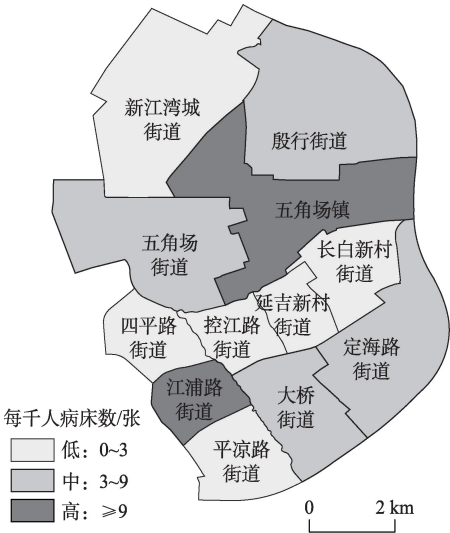 新江湾城
街道
殷行街道
五角场镇
五角场
街道
长白新村
街道
延吉新村
街道
控江路
街道
四平路
街道
定海路
街道
江浦路
街道
大桥
街道
平凉路
街道
每千人病床数/张
低：0~3
中：3~9
高：≥9
0 2 km